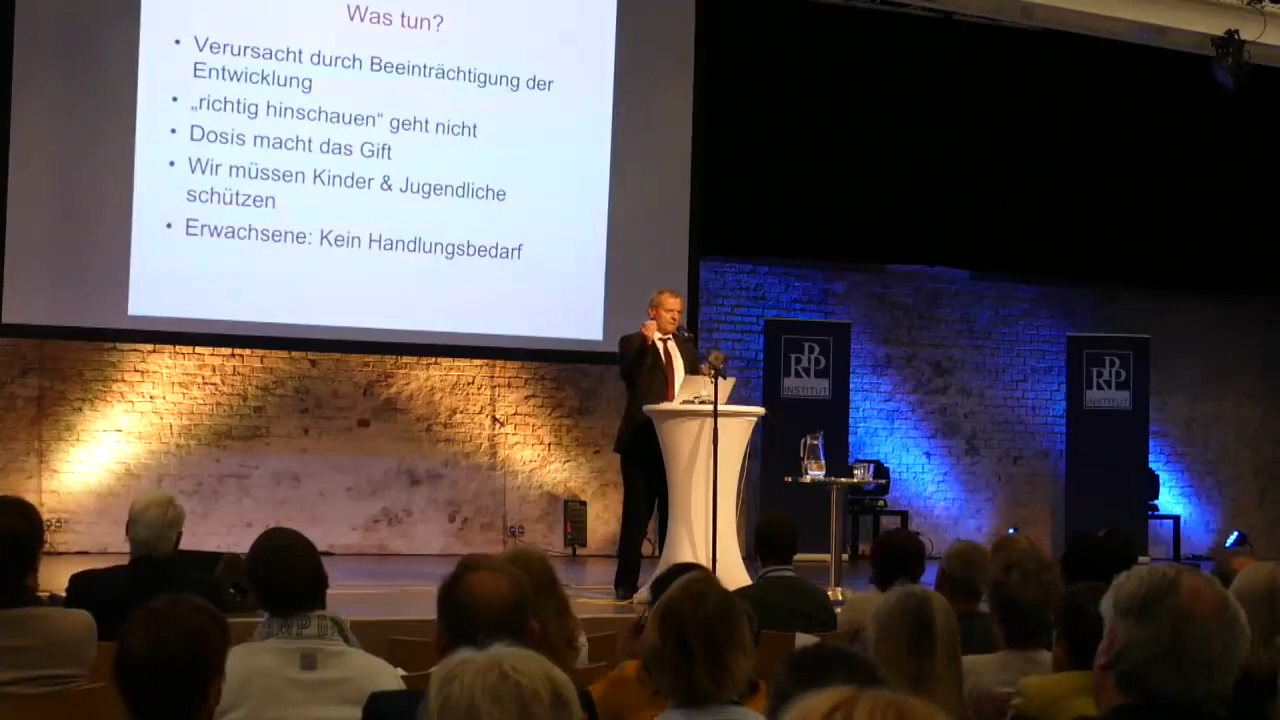 Was tun?
• Verursacht durch Beeinträchtigung der
Entwicklung
• „richtig hinschauen“ geht nicht
• Dosis macht das Gift
• Wir müssen Kinder & Jugendliche
schützen
• Erwachsene: Kein Handlungsbedarf
RPP
INSTITUT
RPP
INSTITUT